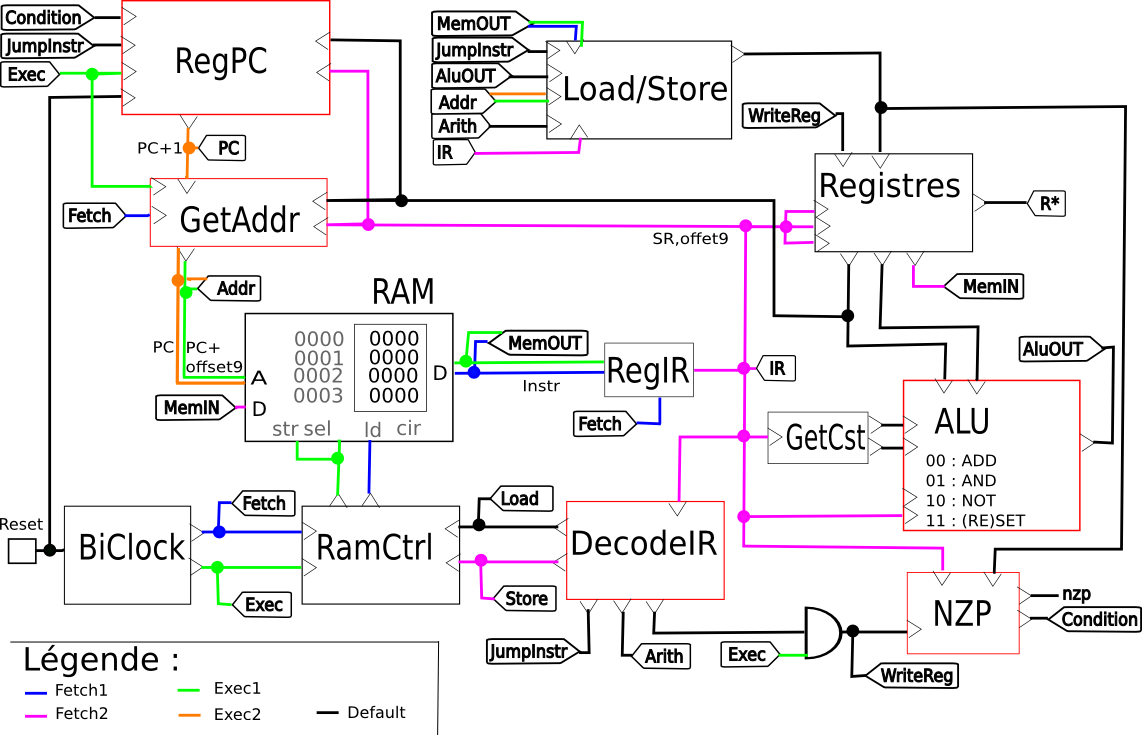 Condition
JumpInstr
Exec
RegPC
PC+1
PC
Fetch
GetAddr
Addr
PC
PC+
offset9
MemOUT
JumpInstr
AluOUT
Addr
Arith
IR
Load/Store
WriteReg
Registres
R*
SR,offet9
MemIN
RAM
0000 0000
0001 0000
0002 0000
0003 0000
A
D
D
str sel ld cir
MemIN
MemOUT
Instr
RegIR
Fetch
IR
AluOUT
GetCst
ALU
00 : ADD
01 : AND
10 : NOT
11 : (RE)SET
Reset
BiClock
Fetch
Exec
RamCtrl
Load
Store
DecodeIR
JumpInstr
Arith
Exec
WriteReg
NZP
nzp
Condition
Légende :
Fetch1
Fetch2
Exec1
Exec2
Default